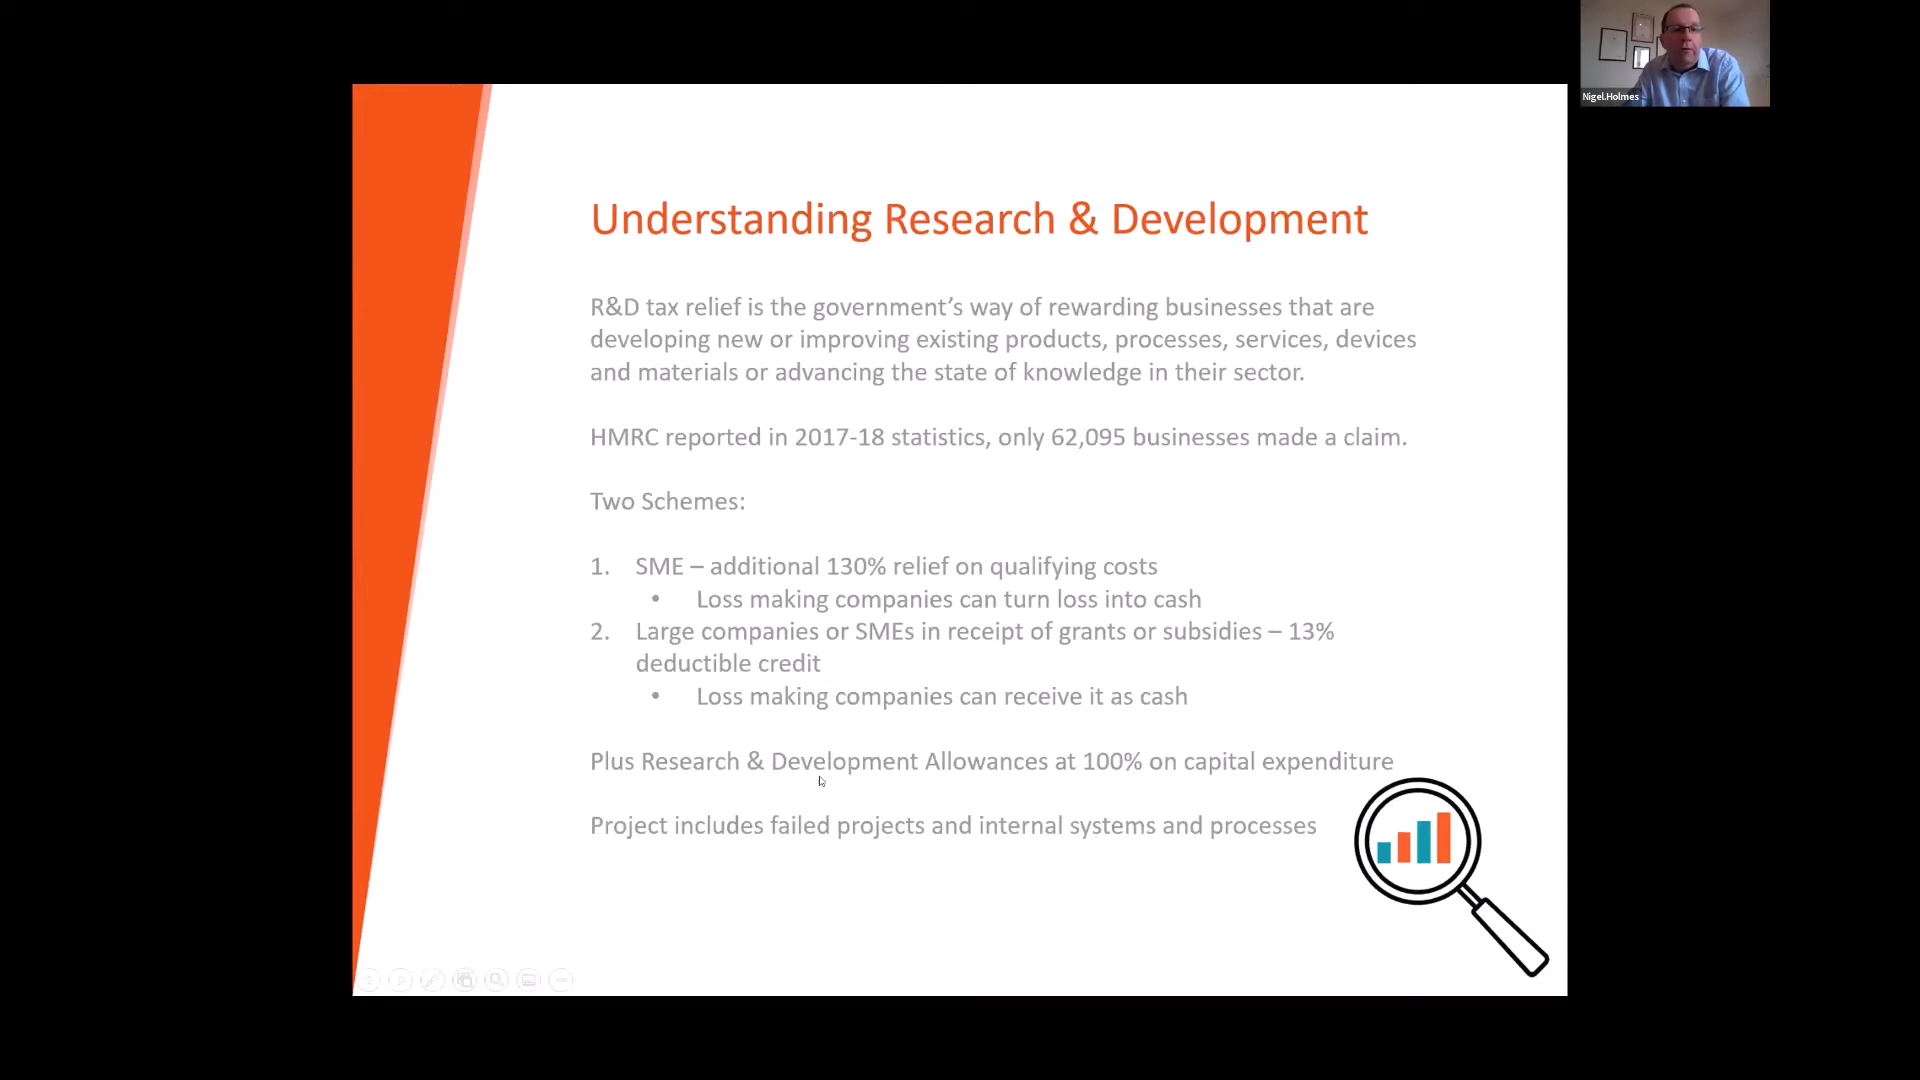 Nigel.Holmes
Understanding Research & Development
R&D tax relief is the government’s way of rewarding businesses that are
developing new or improving existing products, processes, services, devices
and materials or advancing the state of knowledge in their sector.
HMRC reported in 2017-18 statistics, only 62,095 businesses made a claim.
Two Schemes:
1. SME – additional 130% relief on qualifying costs
• Loss making companies can turn loss into cash
2. Large companies or SMEs in receipt of grants or subsidies – 13%
deductible credit
• Loss making companies can receive it as cash
Plus Research & Development Allowances at 100% on capital expenditure
Project includes failed projects and internal systems and processes